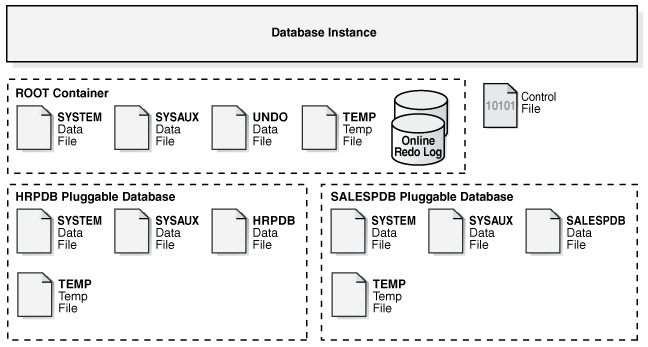 Database Instance
ROOT Container
SYSTEM
Data
File
SYSAUX
Data
File
UNDO
Data
File
TEMP
Temp
File
Online
Redo Log
10101
Control
File
HRPDB Pluggable Database
SYSTEM
Data
File
SYSAUX
Data
File
HRPDB
Data
File
TEMP
Temp
File
SALESPDB Pluggable Database
SYSTEM
Data
File
SYSAUX
Data
File
SALESPDB
Data
File
TEMP
Temp
File